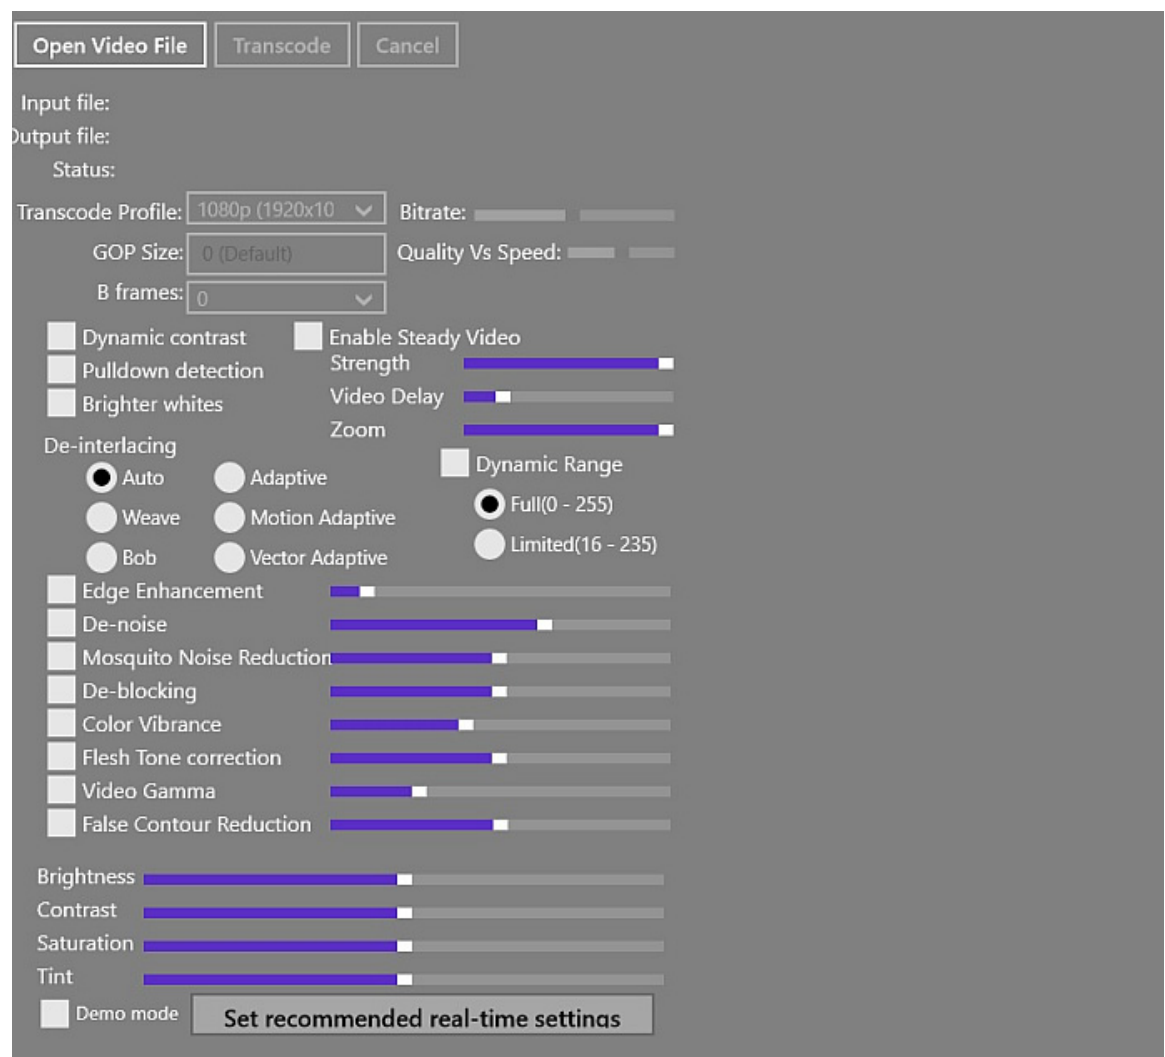 Open Video File Transcode Cancel
Input file:
Output file:
Status:
Transcode Profile: 1080p (1920x10 Bitrate:
GOP Size: 0 (Default) Quality Vs Speed:
B frames: 0
Dynamic contrast Enable Steady Video
Pulldown detection Strength
Brighter whites Video Delay
Zoom
De-interlacing Dynamic Range
Auto Adaptive Full(0 - 255)
Weave Motion Adaptive Limited(16 - 235)
Bob Vector Adaptive
Edge Enhancement
De-noise
Mosquito Noise Reduction
De-blocking
Color Vibrance
Flesh Tone correction
Video Gamma
False Contour Reduction
Brightness
Contrast
Saturation
Tint
Demo mode Set recommended real-time settings